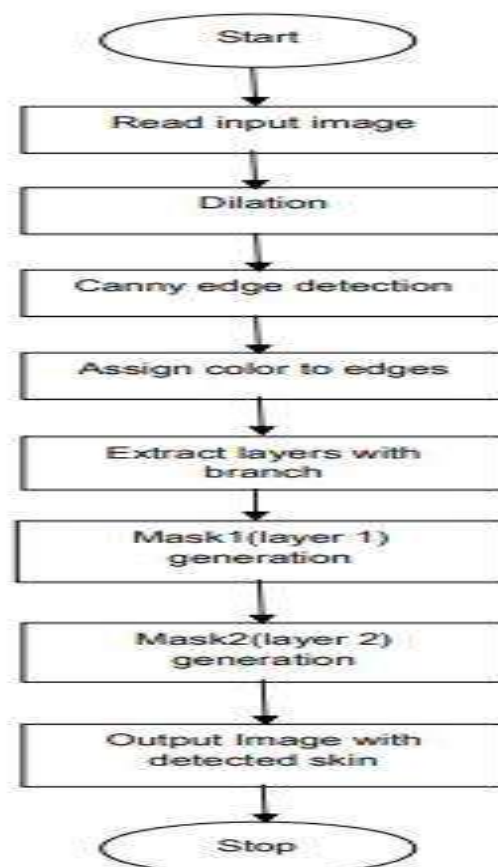 Start
Read input image
Dilation
Canny edge detection
Assign color to edges
Extract layers with
branch
Mask1(layer 1)
generation
Mask2(layer 2)
generation
Output Image with
detected skin
Stop